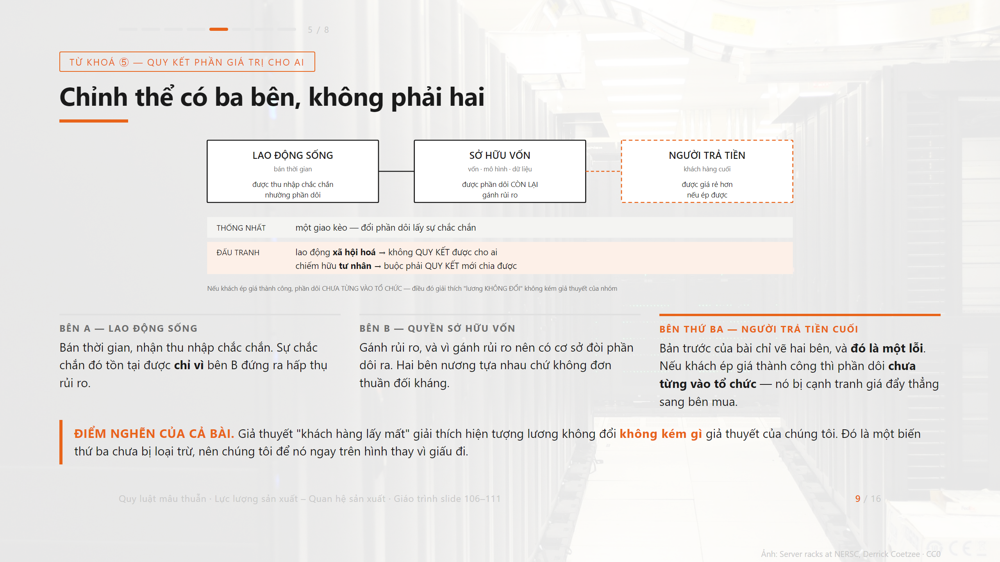 5 / 8
TỪ KHOÁ ⑤ — QUY KẾT PHẦN GIÁ TRỊ CHO AI
Chỉnh thể có ba bên, không phải hai
LAO ĐỘNG SỐNG
bán thời gian
được thu nhập chắc chắn
nhường phần dôi
SỞ HỮU VỐN
vốn · mô hình · dữ liệu
được phần dôi CÒN LẠI
gánh rủi ro
NGƯỜI TRẢ TIỀN
khách hàng cuối
được giá rẻ hơn
nếu ép được
THỐNG NHẤT một giao kèo — đổi phần dôi lấy sự chắc chắn
ĐẤU TRANH lao động xã hội hoá → không QUY KẾT được cho ai
chiếm hữu tư nhân → buộc phải QUY KẾT mới chia được
Nếu khách ép giá thành công, phần dôi CHƯA TỪNG VÀO TỔ CHỨC — điều đó giải thích "lương KHÔNG ĐỔI" không kém giả thuyết của nhóm
BÊN A — LAO ĐỘNG SỐNG
Bán thời gian, nhận thu nhập chắc chắn. Sự chắc
chắn đó tồn tại được chỉ vì bên B đứng ra hấp thụ
rủi ro.
BÊN B — QUYỀN SỞ HỮU VỐN
Gánh rủi ro, và vì gánh rủi ro nên có cơ sở đòi phần
dôi ra. Hai bên nương tựa nhau chứ không đơn
thuần đối kháng.
BÊN THỨ BA — NGƯỜI TRẢ TIỀN CUỐI
Bản trước của bài chỉ vẽ hai bên, và đó là một lỗi.
Nếu khách ép giá thành công thì phần dôi chưa
từng vào tổ chức — nó bị cạnh tranh giá đẩy thẳng
sang bên mua.
ĐIỂM NGHẼN CỦA CẢ BÀI. Giả thuyết "khách hàng lấy mất" giải thích hiện tượng lương không đổi không kém gì giả thuyết của chúng tôi. Đó là một biến
thứ ba chưa bị loại trừ, nên chúng tôi để nó ngay trên hình thay vì giấu đi.
Quy luật mâu thuẫn · Lực lượng sản xuất – Quan hệ sản xuất · Giáo trình slide 106–111
9 / 16
Ảnh: Server racks at NERSC, Derrick Coetzee · CC0